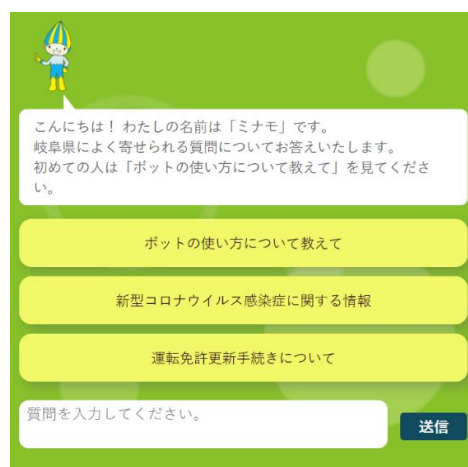 こんにちは！ わたしの名前は「ミナモ」です。
岐阜県によく寄せられる質問についてお答えいたします。
初めての人は「ボットの使い方について教えて」を見てくださ
い。
ボットの使い方について教えて
新型コロナウイルス感染症に関する情報
運転免許更新手続きについて
質問を入力してください。
送信